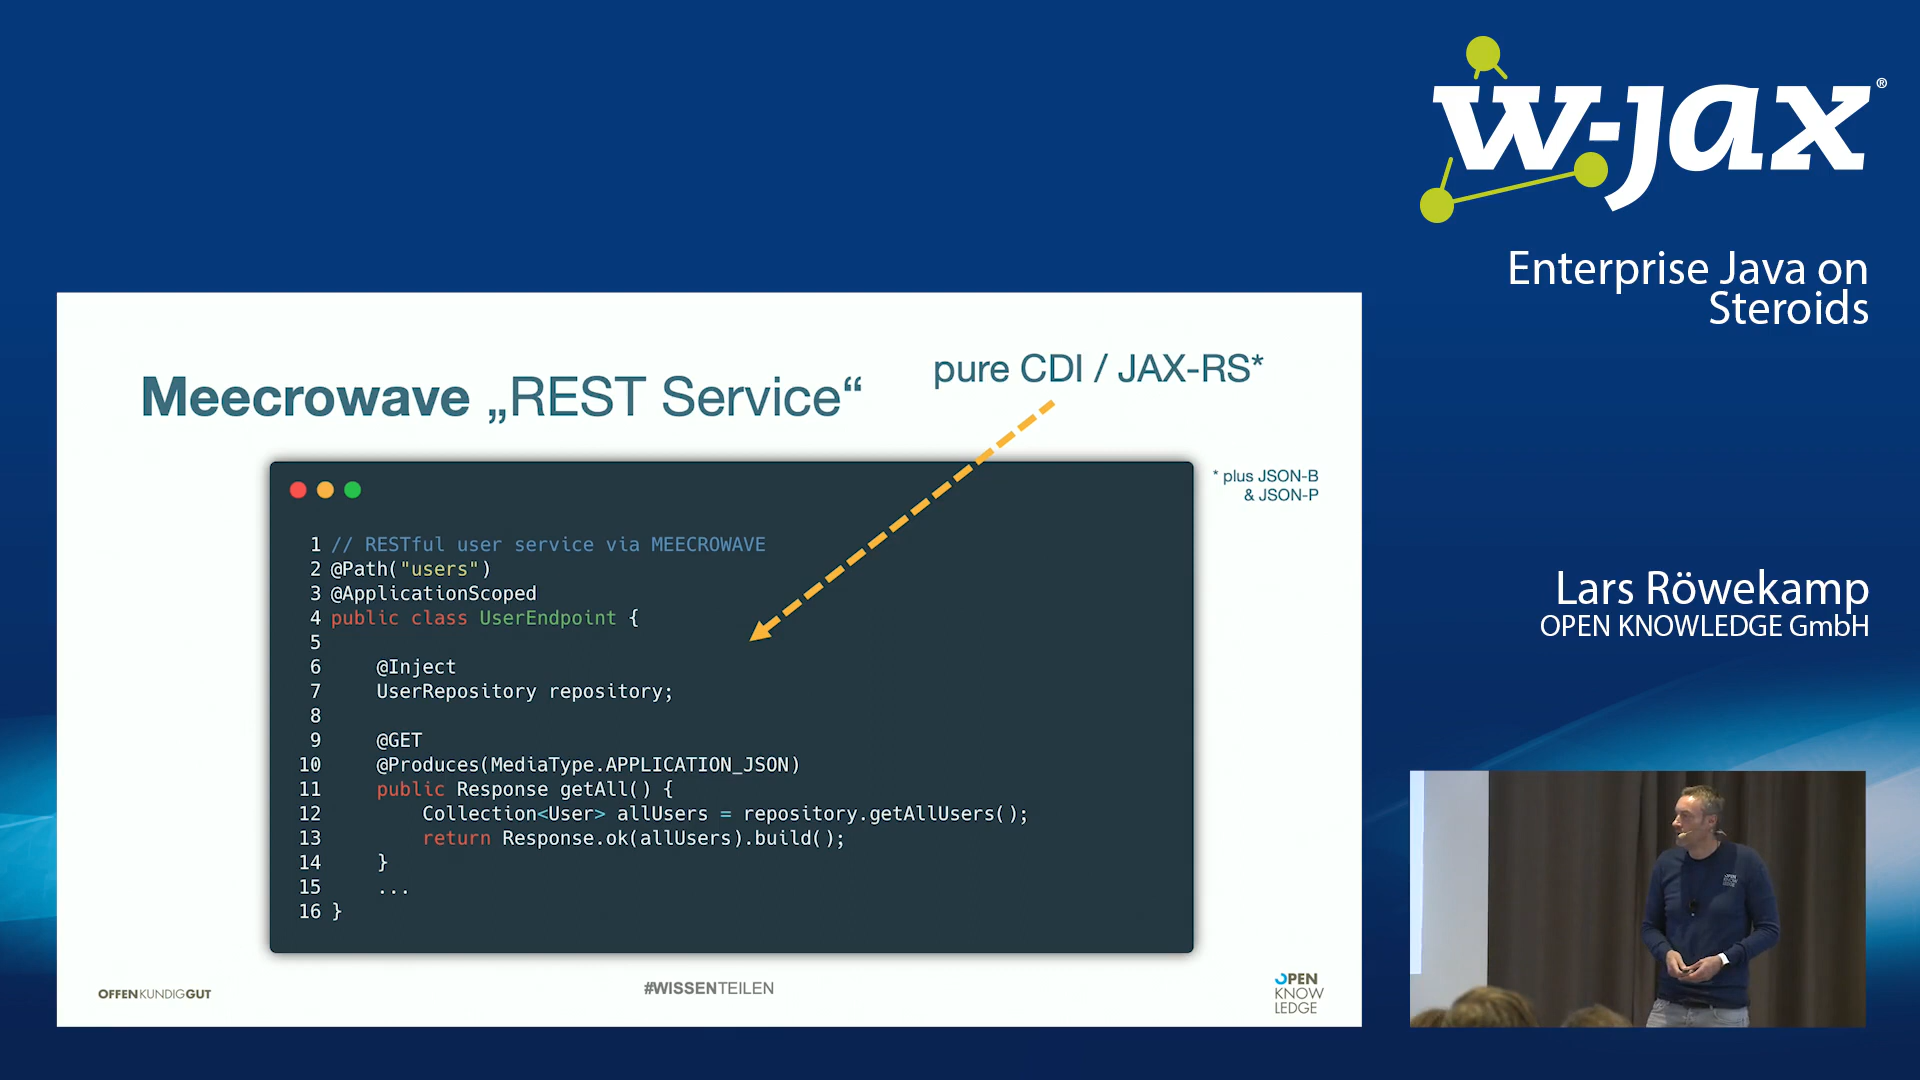 w-jax®
Enterprise Java on
Steroids
Meecrowave „REST Service“
pure CDI / JAX-RS*
* plus JSON-B
& JSON-P
1 // RESTful user service via MEECROWAVE
2 @Path("users")
3 @ApplicationScoped
4 public class UserEndpoint {
5
6 @Inject
7 UserRepository repository;
8
9 @GET
10 @Produces(MediaType.APPLICATION_JSON)
11 public Response getAll() {
12 Collection<User> allUsers = repository.getAllUsers();
13 return Response.ok(allUsers).build();
14 }
15 ...
16 }
OFFENKUNDIGGUT
#WISSENTEILEN
OPEN
KNOW
LEDGE
Lars Röwekamp
OPEN KNOWLEDGE GmbH
OPEN
KNOW
LEDGE